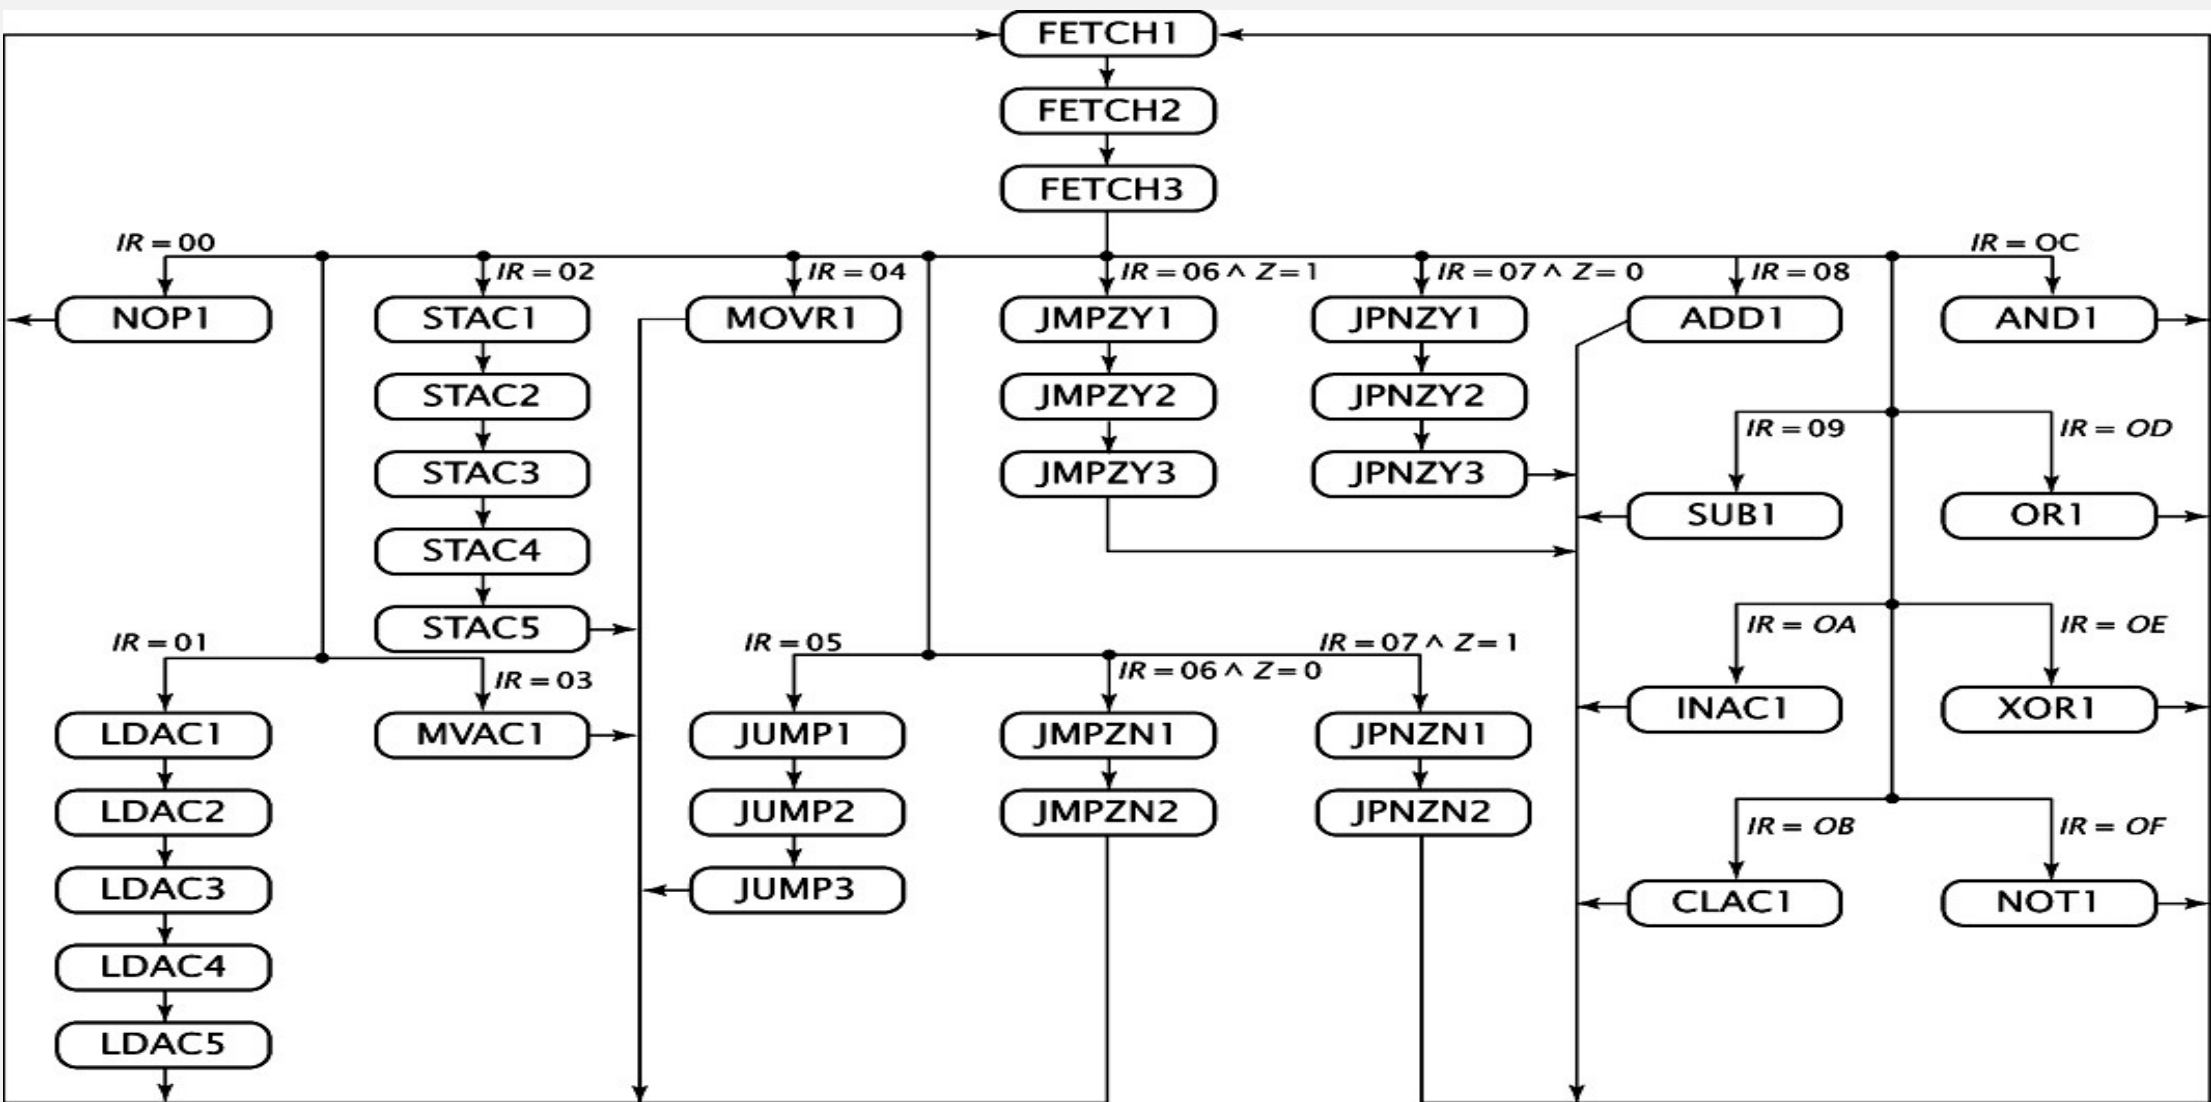 FETCH1
FETCH2
FETCH3
IR = 00
IR = OC
IR = 02
IR = 04
IR = 06 ∧ Z = 1
IR = 07 ∧ Z = 0
IR = 08
NOP1
STAC1
MOVR1
JMPZY1
JPNZY1
ADD1
AND1
STAC2
JMPZY2
JPNZY2
IR = 09
IR = OD
STAC3
JMPZY3
JPNZY3
SUB1
OR1
STAC4
STAC5
IR = OA
IR = OE
IR = 01
IR = 05
IR = 07 ∧ Z = 1
IR = 03
IR = 06 ∧ Z = 0
LDAC1
MVAC1
JUMP1
JMPZN1
JPNZN1
INAC1
XOR1
LDAC2
JUMP2
JMPZN2
JPNZN2
IR = OB
IR = OF
LDAC3
JUMP3
CLAC1
NOT1
LDAC4
LDAC5